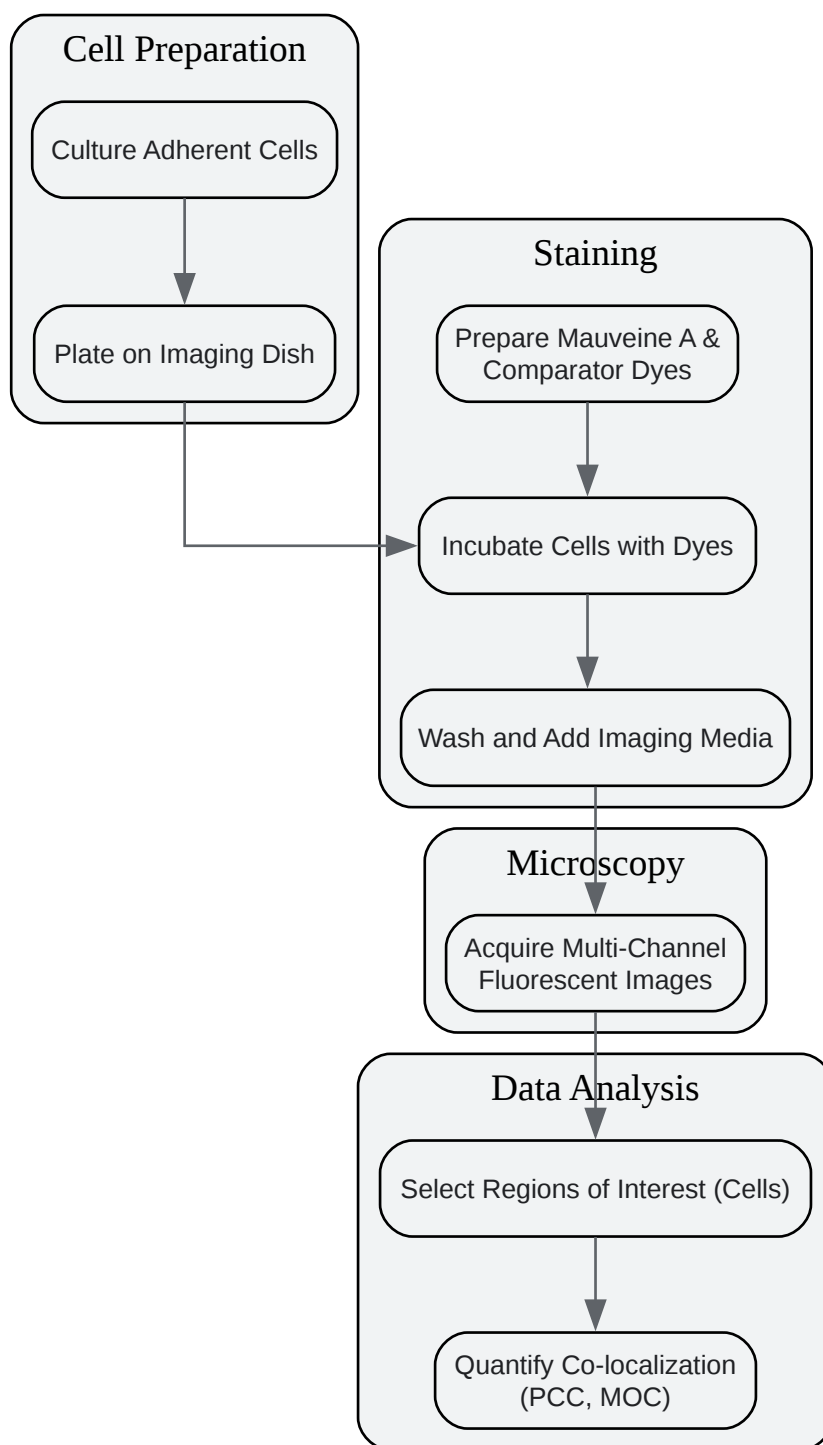 Cell Preparation
Culture Adherent Cells
Plate on Imaging Dish
Staining
Prepare Mauveine A &
Comparator Dyes
Incubate Cells with Dyes
Wash and Add Imaging Media
Microscopy
Acquire Multi-Channel
Fluorescent Images
Data Analysis
Select Regions of Interest (Cells)
Quantify Co-localization
(PCC, MOC)